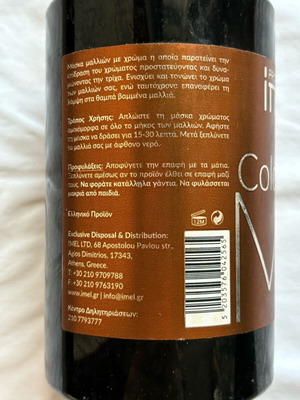 Μάσκα μαλλιών με χρώμα η οποία παρατείνει την
επίδραση του χρώματος προστατεύοντας και δυνα-
μώνοντας την τρίχα. Ενισχύει και τονώνει το χρώμα
των μαλλιών σας, ενώ ταυτόχρονα επαναφέρει τη
λάμψη στα θαμπά βαμμένα μαλλιά.
Τρόπος Χρήσης: Απλώστε τη μάσκα χρώματος
ομοιόμορφα σε όλο το μήκος των μαλλιών. Αφήστε
τη μάσκα να δράσει για 15-30 λεπτά. Μετά ξεπλύνετε
τα μαλλιά σας με άφθονο νερό.
Προφυλάξεις: Αποφύγετε την επαφή με τα μάτια.
Ξεπλύνετε αμέσως αν το προϊόν έλθει σε επαφή μαζί
τους. Να φοράτε κατάλληλα γάντια. Να φυλάσσεται
μακριά από παιδιά.
Ελληνικό Προϊόν
Exclusive Disposal & Distribution:
IMEL LTD, 68 Apostolou Pavlou str.,
Agios Dimitrios, 17343,
Athens, Greece.
T: +30 210 9709788
F: +30 210 9763190
www.imel.gr | info@imel.gr
Κέντρο Δηλητηριάσεων:
210 7793777
12M
5203576042565
Col
M